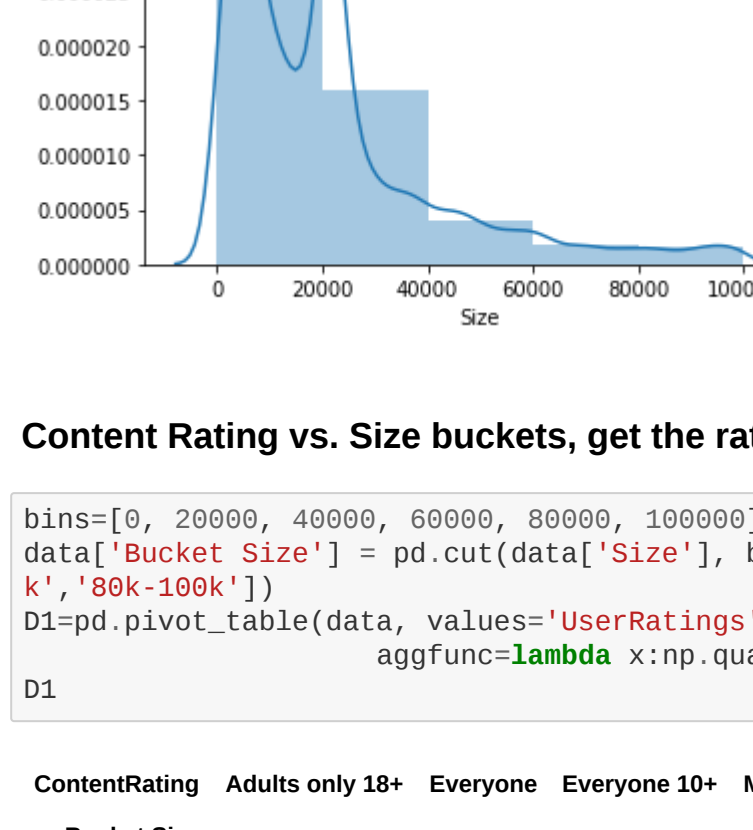 0.000020
0.000015
0.000010
0.000005
0.000000
0 20000 40000 60000 80000
Size
Content Rating vs. Size buckets, get the
bins=[0, 20000, 40000, 60000, 80000, 100000]
data['Bucket Size'] = pd.cut(data['Size'],
k','80k-100k'])
D1=pd.pivot_table(data, values='UserRatings'
aggfunc=lambda x:np.
D1
ContentRating Adults only 18+ Everyone Everyone 10+